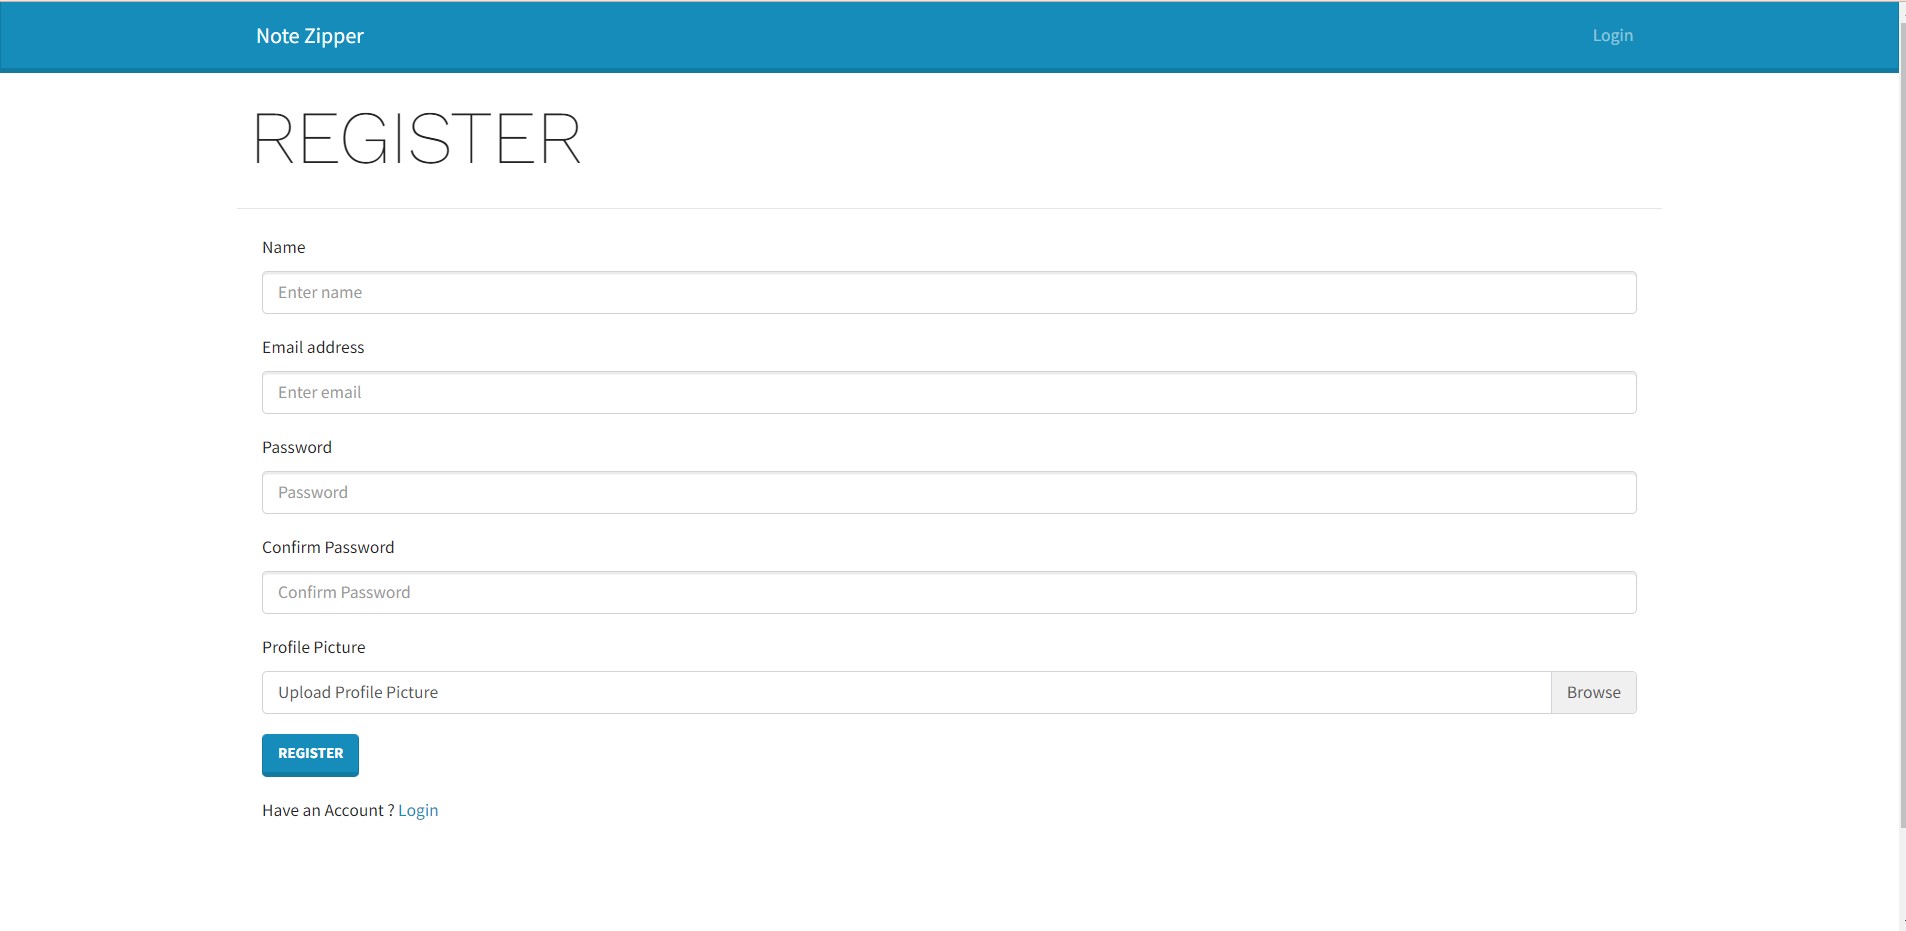 Note Zipper
Login
REGISTER
Name
Enter name
Email address
Enter email
Password
Password
Confirm Password
Confirm Password
Profile Picture
Upload Profile Picture
Browse
REGISTER
Have an Account ? Login